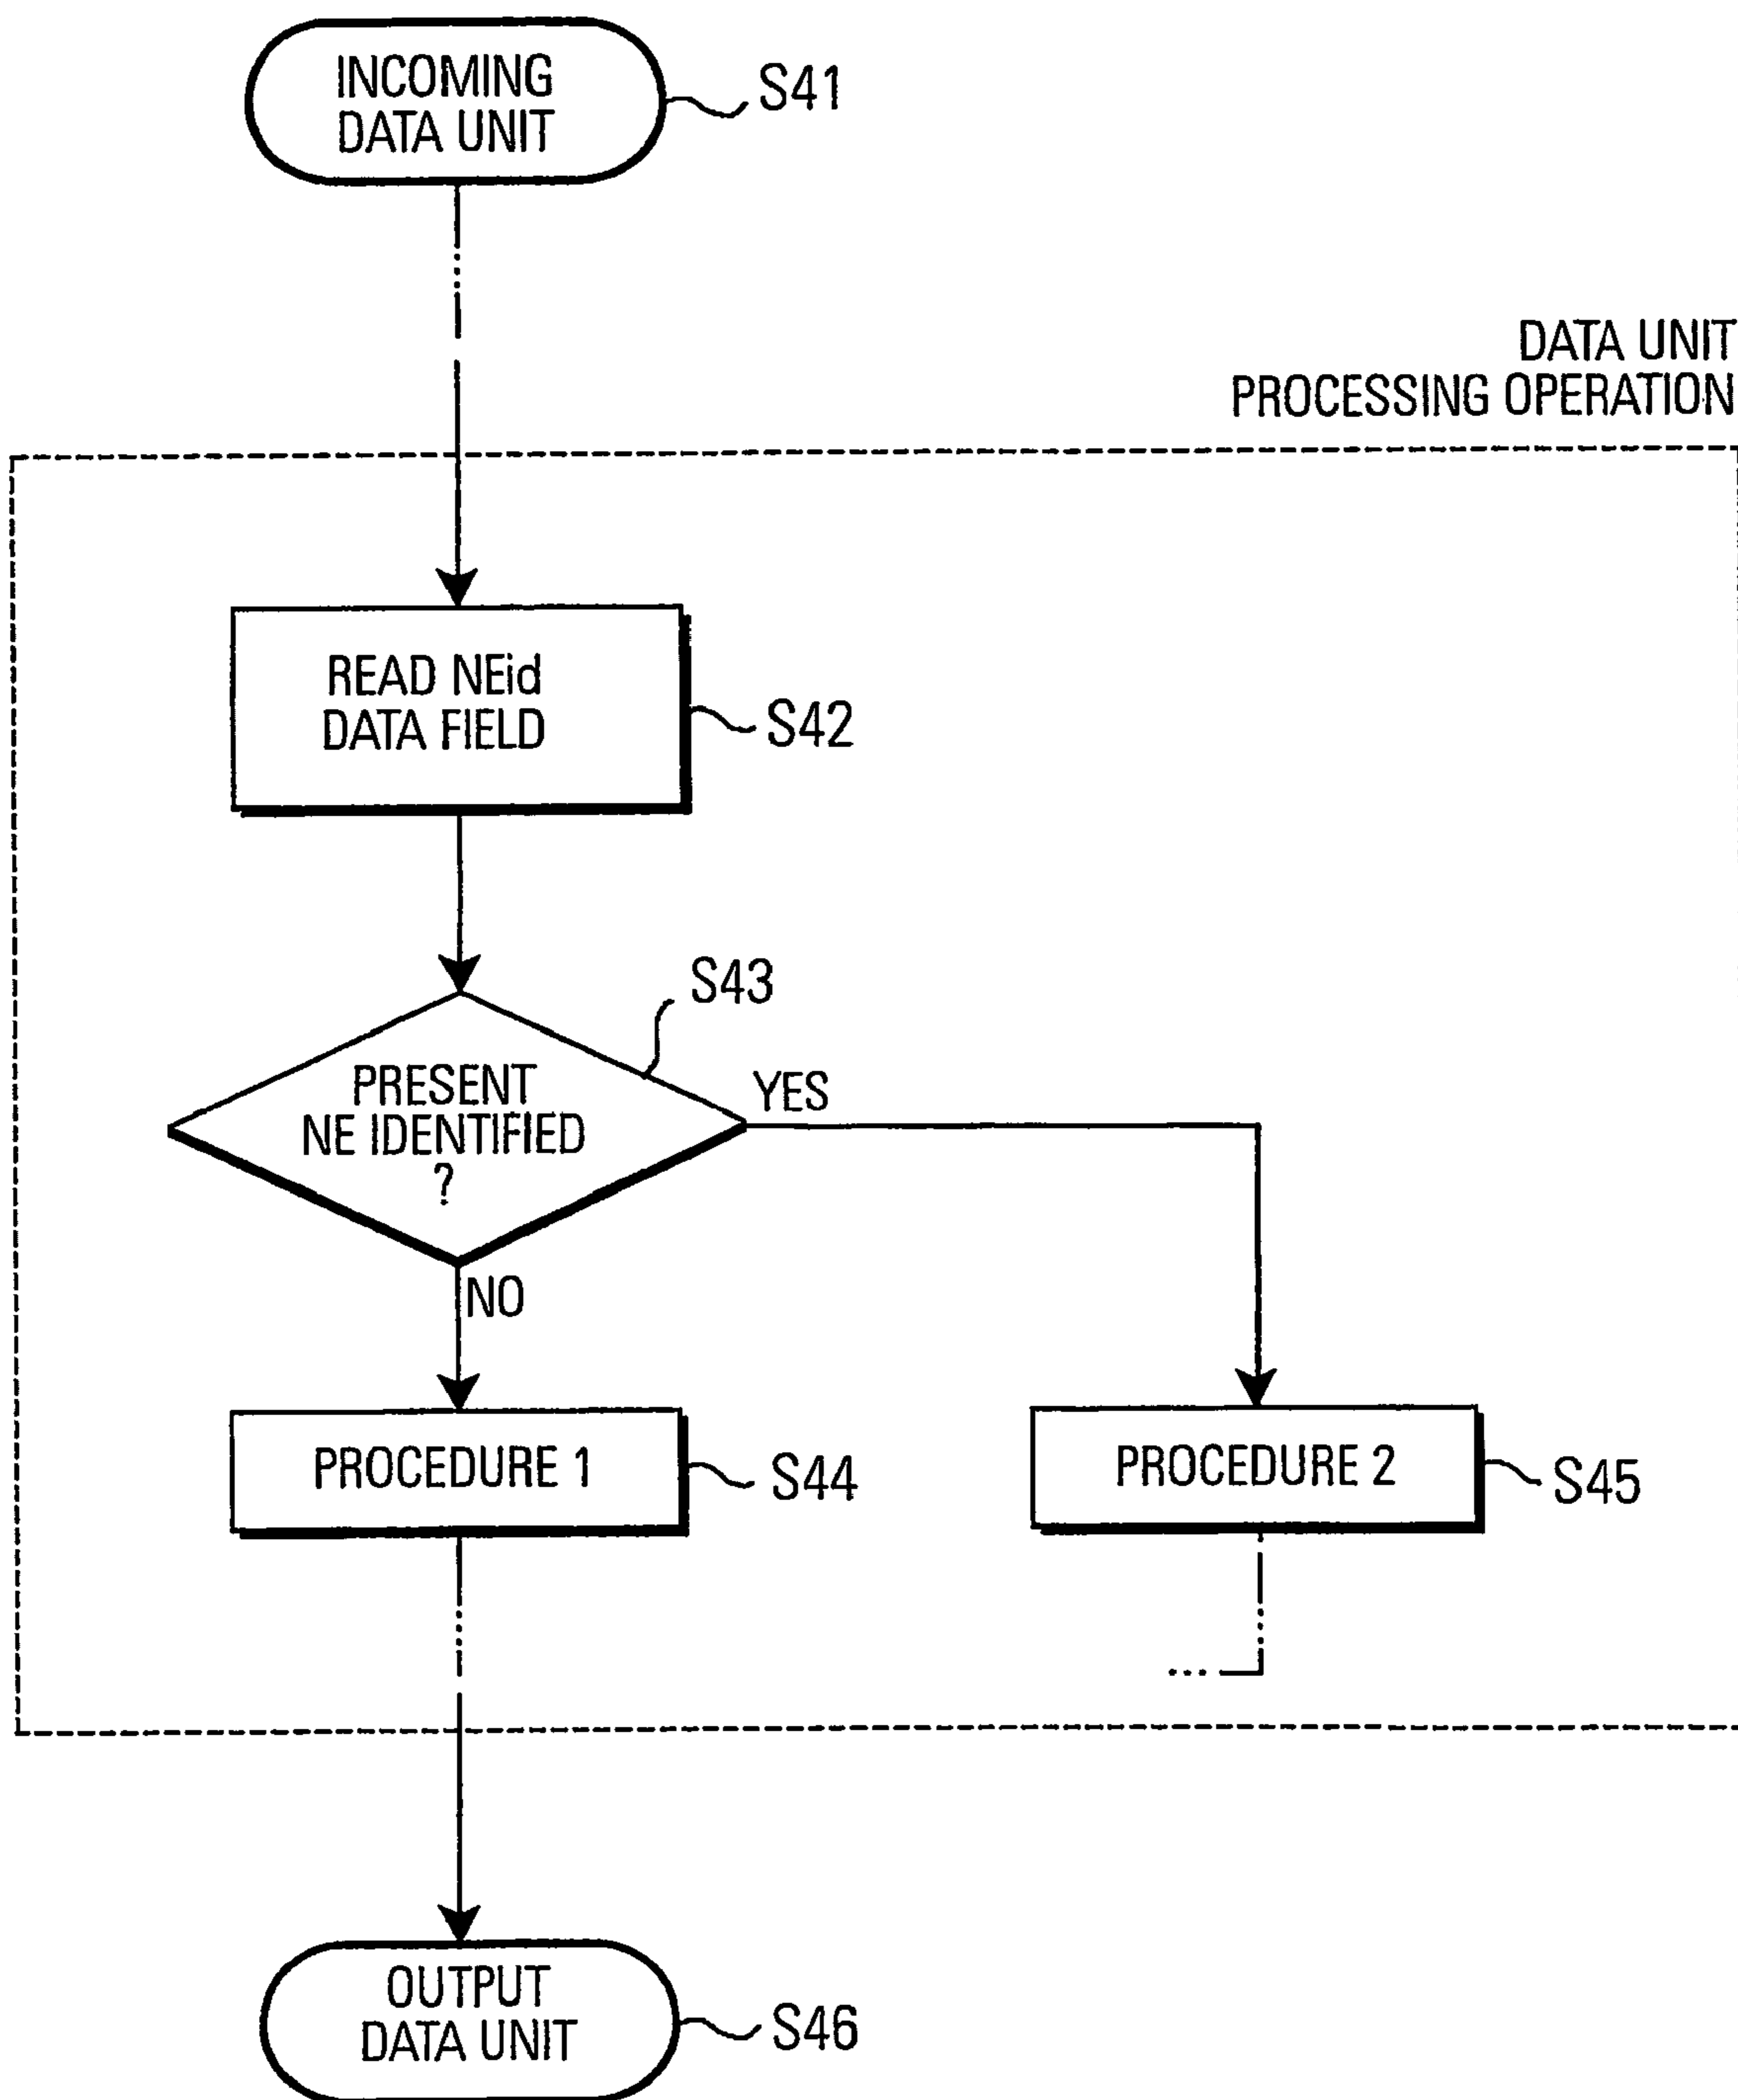 INCOMING
DATA UNIT
S41
DATA UNIT
PROCESSING OPERATION
READ NEid
DATA FIELD
S42
S43
PRESENT
NE IDENTIFIED
?
YES
NO
PROCEDURE 1
S44
PROCEDURE 2
S45
OUTPUT
DATA UNIT
S46